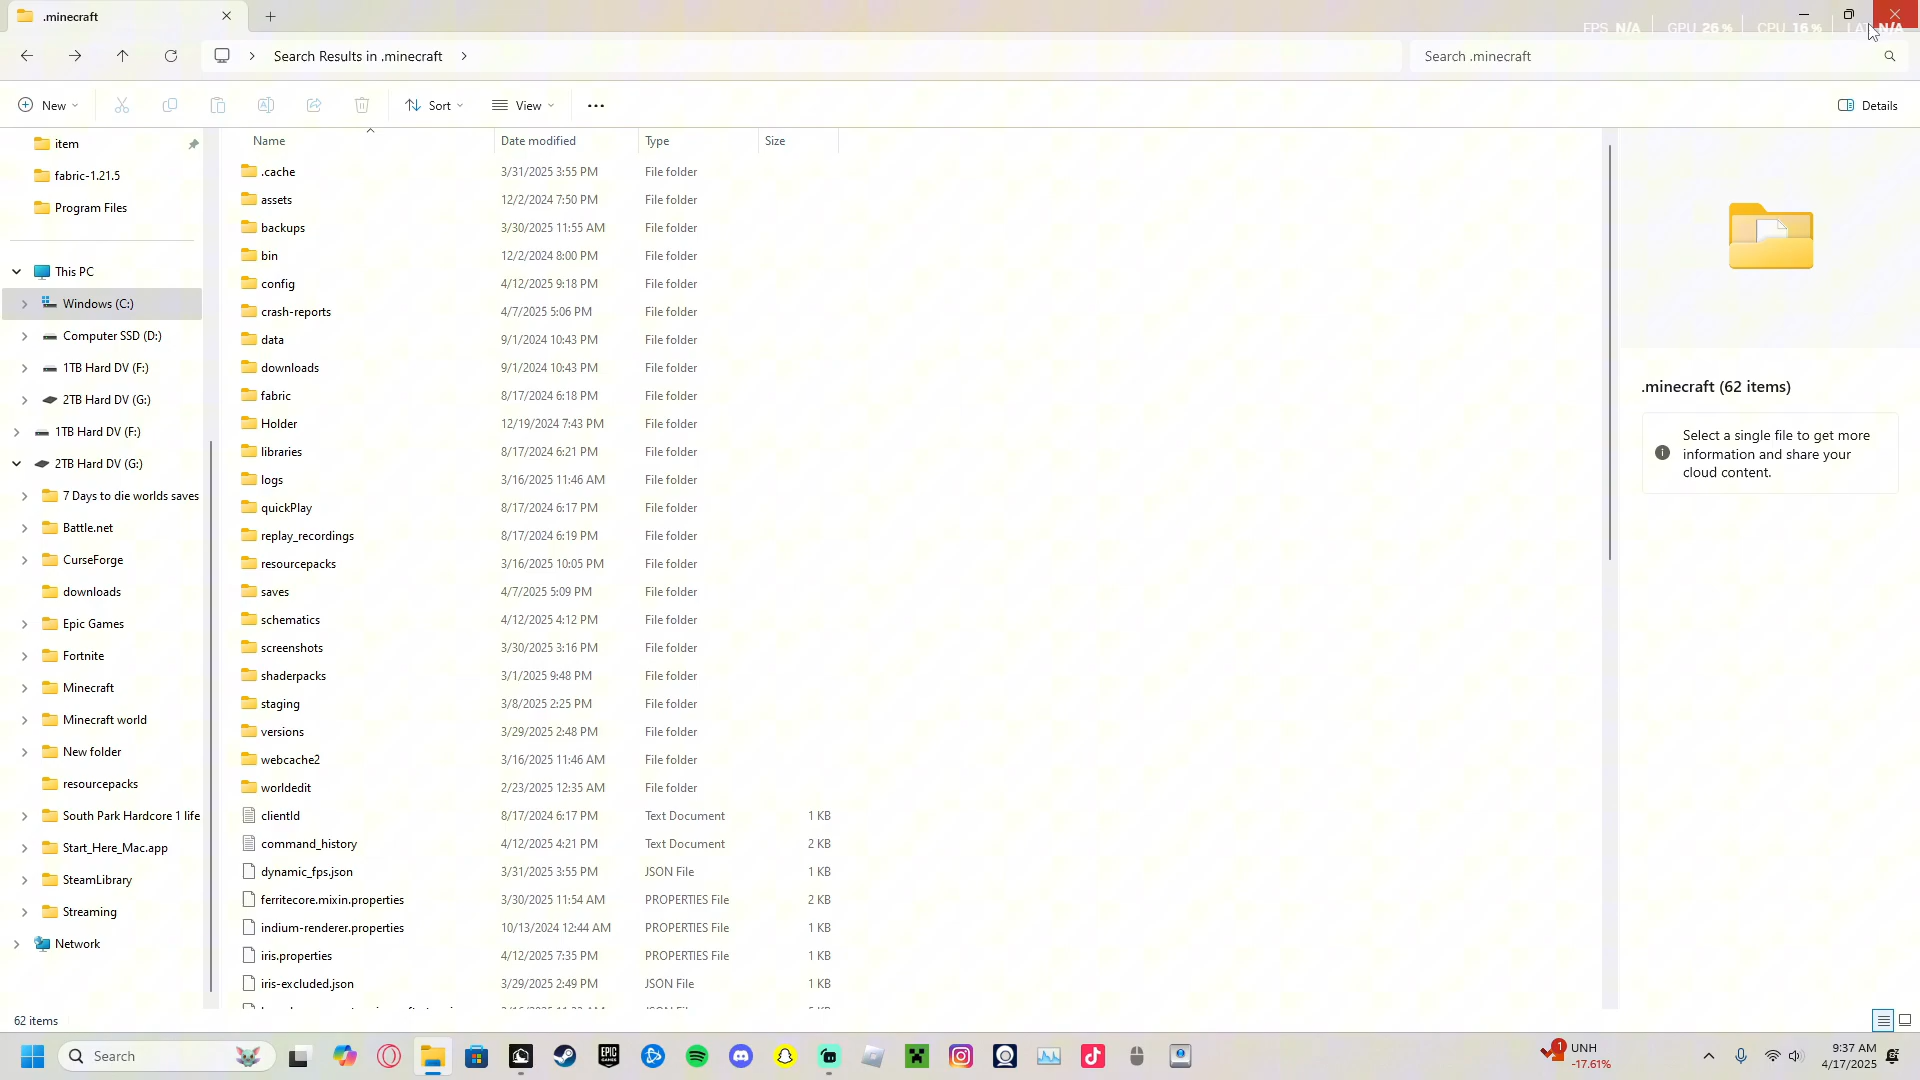 .minecraft
FPS N/A GPU 26% CPU 16% LAT N/A
Search Results in .minecraft
Search .minecraft
New
Sort
View
Details
item
fabric-1.21.5
Program Files
This PC
Windows (C:)
Computer SSD (D:)
1TB Hard DV (F:)
2TB Hard DV (G:)
1TB Hard DV (F:)
2TB Hard DV (G:)
7 Days to die worlds saves
Battle.net
CurseForge
downloads
Epic Games
Fortnite
Minecraft
Minecraft world
New folder
resourcepacks
South Park Hardcore 1 life
Start_Here_Mac.app
SteamLibrary
Streaming
Network
Name Date modified Type Size
.cache 3/31/2025 3:55 PM File folder
assets 12/2/2024 7:50 PM File folder
backups 3/30/2025 11:55 AM File folder
bin 12/2/2024 8:00 PM File folder
config 4/12/2025 9:18 PM File folder
crash-reports 4/7/2025 5:06 PM File folder
data 9/1/2024 10:43 PM File folder
downloads 9/1/2024 10:43 PM File folder
fabric 8/17/2024 6:18 PM File folder
Holder 12/19/2024 7:43 PM File folder
libraries 8/17/2024 6:21 PM File folder
logs 3/16/2025 11:46 AM File folder
quickPlay 8/17/2024 6:17 PM File folder
replay_recordings 8/17/2024 6:19 PM File folder
resourcepacks 3/16/2025 10:05 PM File folder
saves 4/7/2025 5:09 PM File folder
schematics 4/12/2025 4:12 PM File folder
screenshots 3/30/2025 3:16 PM File folder
shaderpacks 3/1/2025 9:48 PM File folder
staging 3/8/2025 2:25 PM File folder
versions 3/29/2025 2:48 PM File folder
webcache2 3/16/2025 11:46 AM File folder
worldedit 2/23/2025 12:35 AM File folder
clientId 8/17/2024 6:17 PM Text Document 1 KB
command_history 4/12/2025 4:21 PM Text Document 2 KB
dynamic_fps.json 3/31/2025 3:55 PM JSON File 1 KB
ferritecore.mixin.properties 3/30/2025 11:54 AM PROPERTIES File 2 KB
indium-renderer.properties 10/13/2024 12:44 AM PROPERTIES File 1 KB
iris.properties 4/12/2025 7:35 PM PROPERTIES File 1 KB
iris-excluded.json 3/29/2025 2:49 PM JSON File 1 KB
.minecraft (62 items)
Select a single file to get more
information and share your
cloud content.
62 items
Search
EPIC GAMES
1
UNH
-17.61%
9:37 AM
4/17/2025